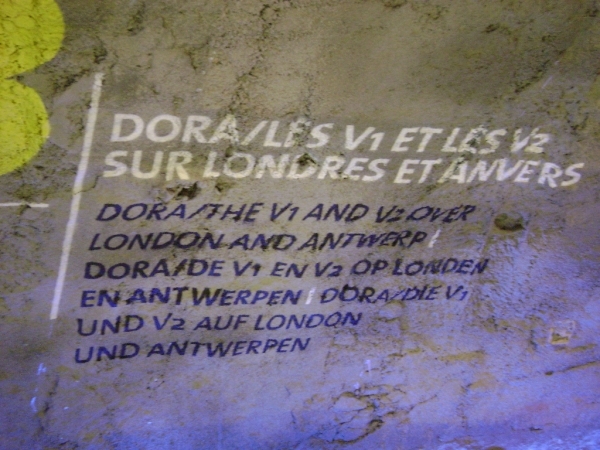 DORA/LES V1 ET LES V2
SUR LONDRES ET ANVERS
DORA/THE V1 AND V2 OVER
LONDON AND ANTWERP /
DORA/DE V1 EN V2 OP LONDEN
EN ANTWERPEN / DORA/DIE V1
UND V2 AUF LONDON
UND ANTWERPEN